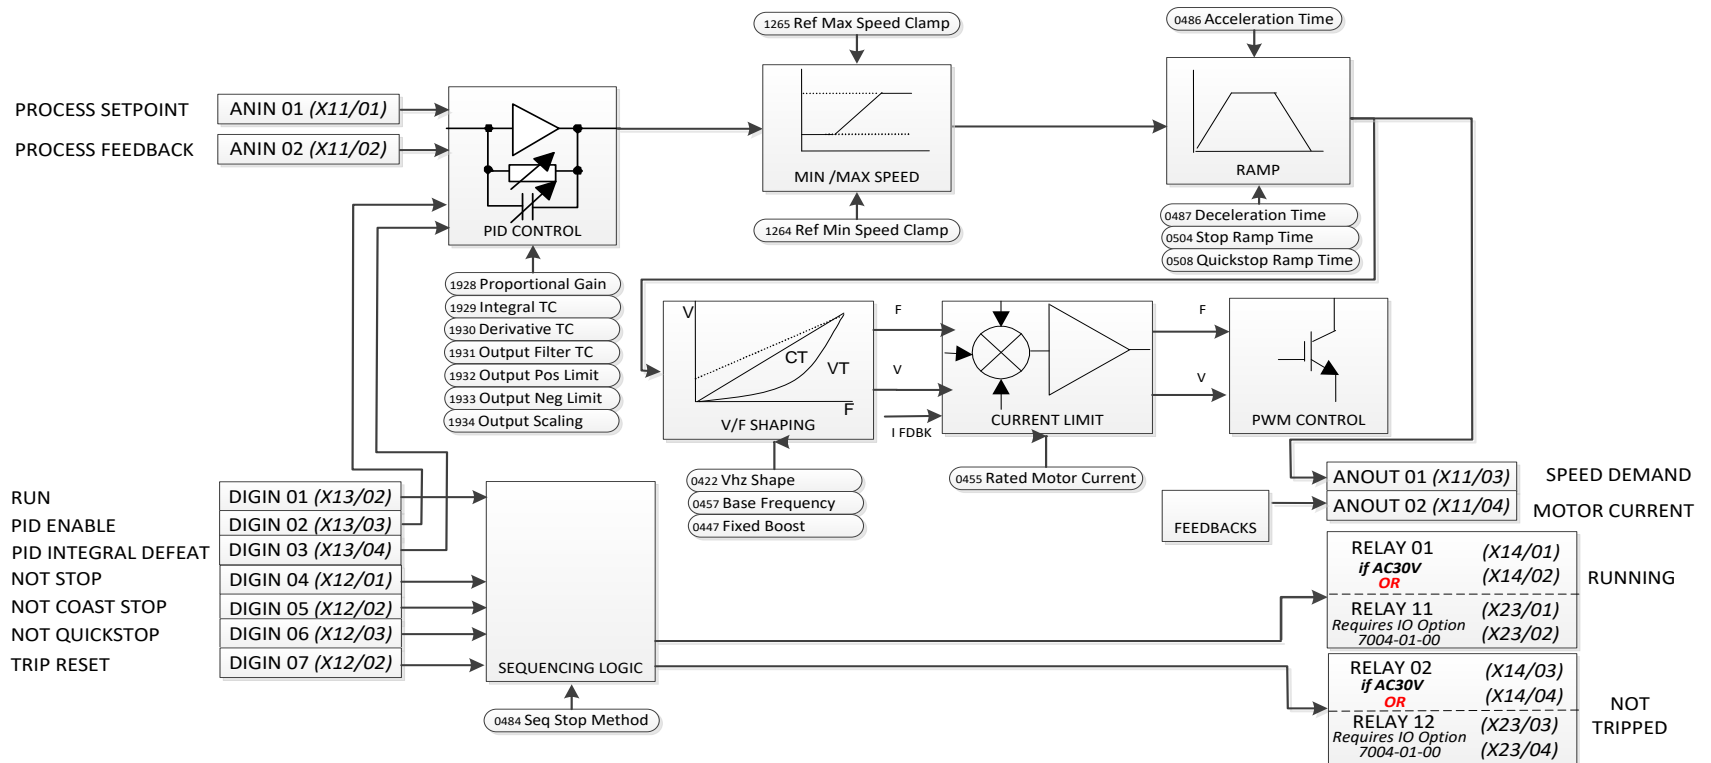 1265 Ref Max Speed Clamp
0486 Acceleration Time
PROCESS SETPOINT
ANIN 01 (X11/01)
PROCESS FEEDBACK
ANIN 02 (X11/02)
PID CONTROL
MIN /MAX SPEED
RAMP
1264 Ref Min Speed Clamp
0487 Deceleration Time
0504 Stop Ramp Time
0508 Quickstop Ramp Time
1928 Proportional Gain
1929 Integral TC
1930 Derivative TC
1931 Output Filter TC
1932 Output Pos Limit
1933 Output Neg Limit
1934 Output Scaling
V
CT
VT
F
V/F SHAPING
F
V
I FDBK
CURRENT LIMIT
F
V
PWM CONTROL
0422 Vhz Shape
0457 Base Frequency
0447 Fixed Boost
0455 Rated Motor Current
RUN
DIGIN 01 (X13/02)
PID ENABLE
DIGIN 02 (X13/03)
PID INTEGRAL DEFEAT
DIGIN 03 (X13/04)
NOT STOP
DIGIN 04 (X12/01)
NOT COAST STOP
DIGIN 05 (X12/02)
NOT QUICKSTOP
DIGIN 06 (X12/03)
TRIP RESET
DIGIN 07 (X12/02)
SEQUENCING LOGIC
0484 Seq Stop Method
FEEDBACKS
ANOUT 01 (X11/03)
SPEED DEMAND
ANOUT 02 (X11/04)
MOTOR CURRENT
RELAY 01 (X14/01)
if AC30V (X14/02)
OR
RUNNING
RELAY 11 (X23/01)
Requires IO Option
7004-01-00 (X23/02)
RELAY 02 (X14/03)
if AC30V (X14/04)
OR
NOT
TRIPPED
RELAY 12 (X23/03)
Requires IO Option
7004-01-00 (X23/04)